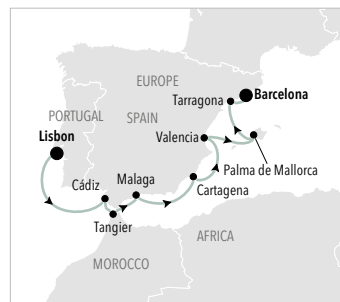 EUROPE
Tarragona
Barcelona
PORTUGAL
SPAIN
Lisbon
Valencia
Palma de Mallorca
Cádiz
Malaga
Cartagena
Tangier
AFRICA
MOROCCO